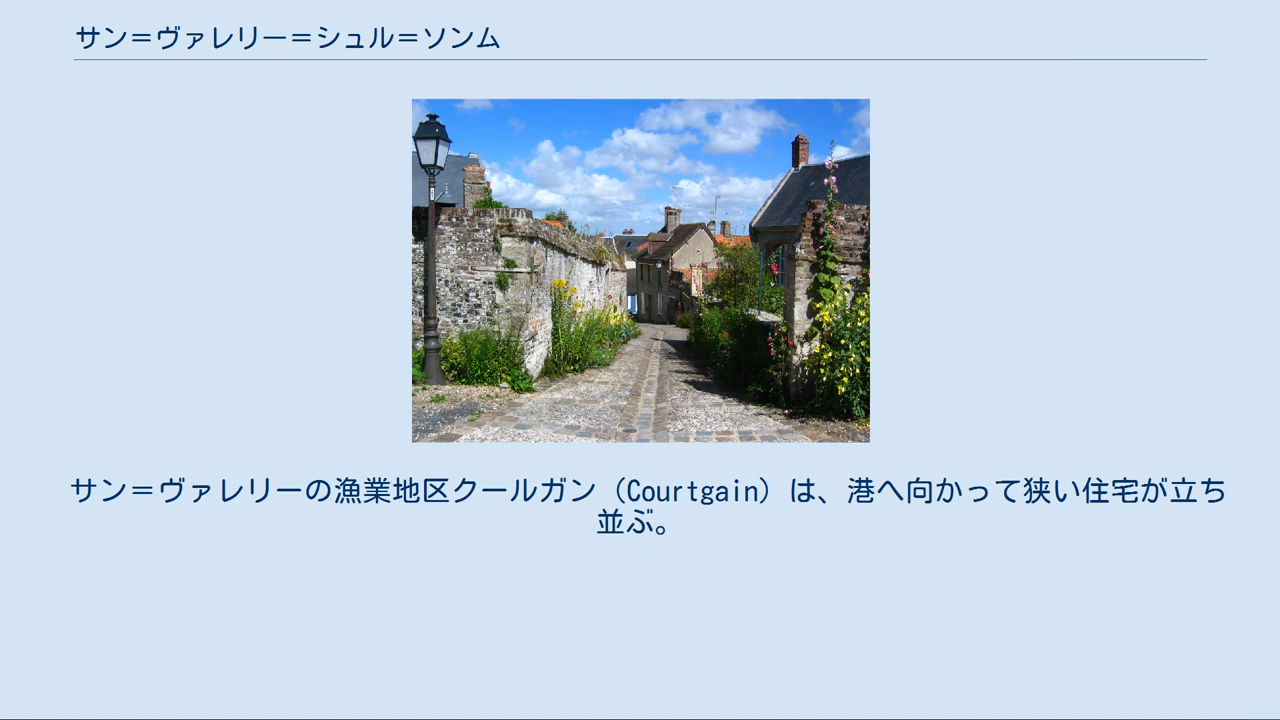 サン＝ヴァレリー＝シュル＝ソンム
サン＝ヴァレリーの漁業地区クールガン（Courtgain）は、港へ向かって狭い住宅が立ち
並ぶ。